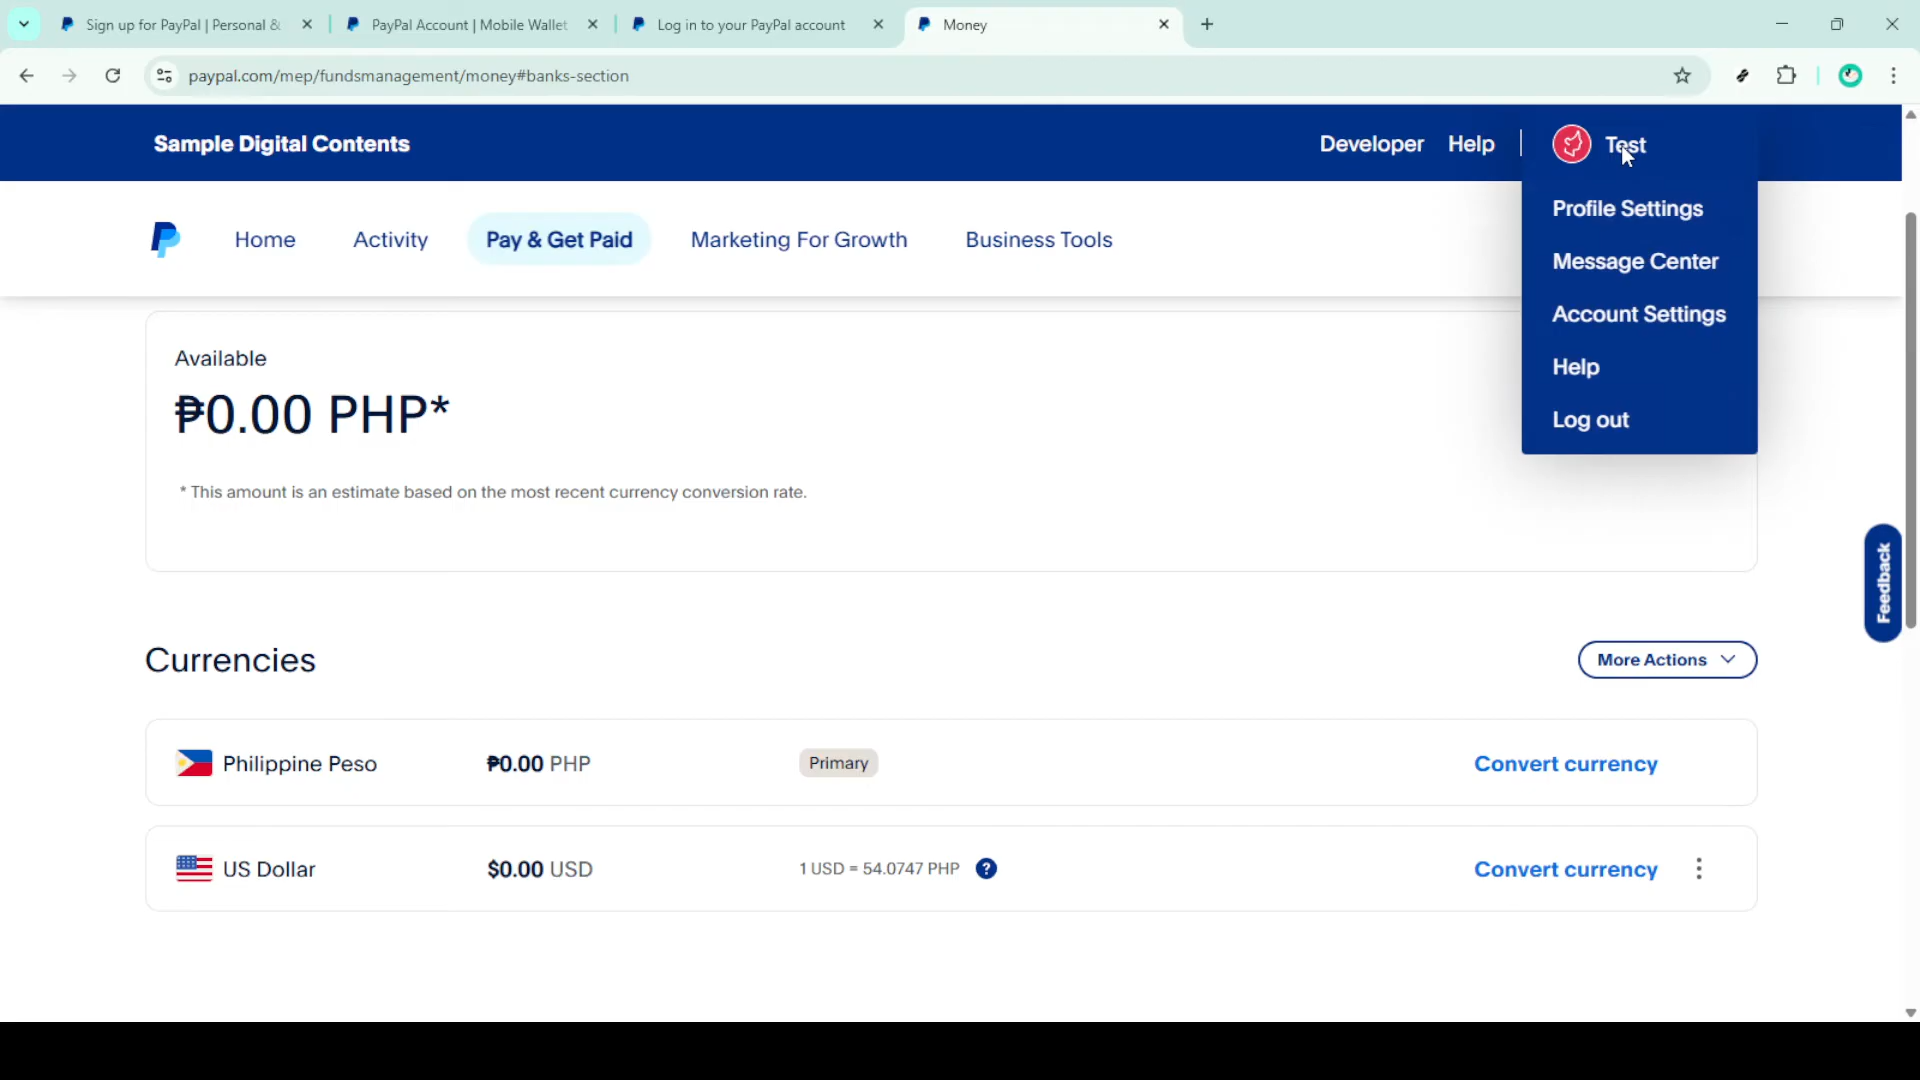 Sign up for PayPal | Personal &
PayPal Account | Mobile Wallet
Log in to your PayPal account
Money
paypal.com/mep/fundsmanagement/money#banks-section
Sample Digital Contents
Developer
Help
Test
Home
Activity
Pay & Get Paid
Marketing For Growth
Business Tools
Profile Settings
Message Center
Account Settings
Help
Log out
Available
₱0.00 PHP*
* This amount is an estimate based on the most recent currency conversion rate.
Feedback
Currencies
More Actions
Philippine Peso
₱0.00 PHP
Primary
Convert currency
US Dollar
$0.00 USD
1 USD = 54.0747 PHP
?
Convert currency